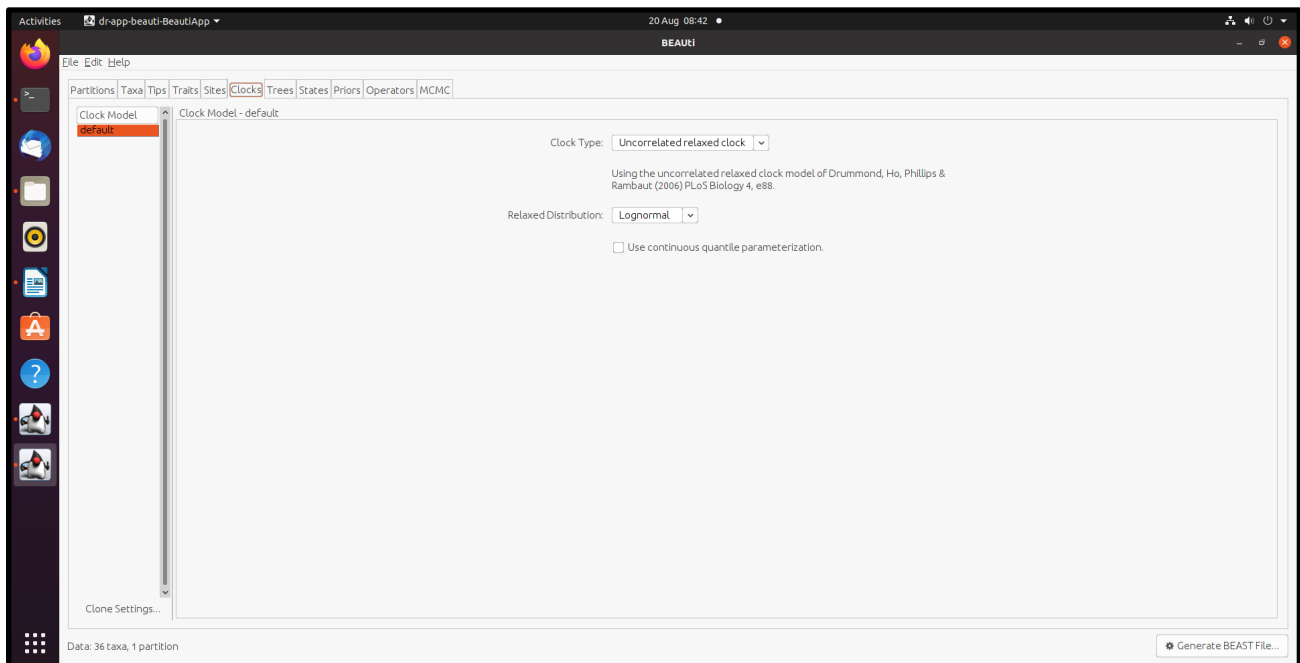 Activities dr-app-beauti-BeautiApp 20 Aug 08:42
BEAUti
File Edit Help
Partitions Taxa Tips Traits Sites Clocks Trees States Priors Operators MCMC
Clock Model
default
Clone Settings...
Clock Model - default
Clock Type: Uncorrelated relaxed clock
Using the uncorrelated relaxed clock model of Drummond, Ho, Phillips &
Rambaut (2006) PLoS Biology 4, e88.
Relaxed Distribution: Lognormal
Use continuous quantile parameterization.
Data: 36 taxa, 1 partition
Generate BEAST File...